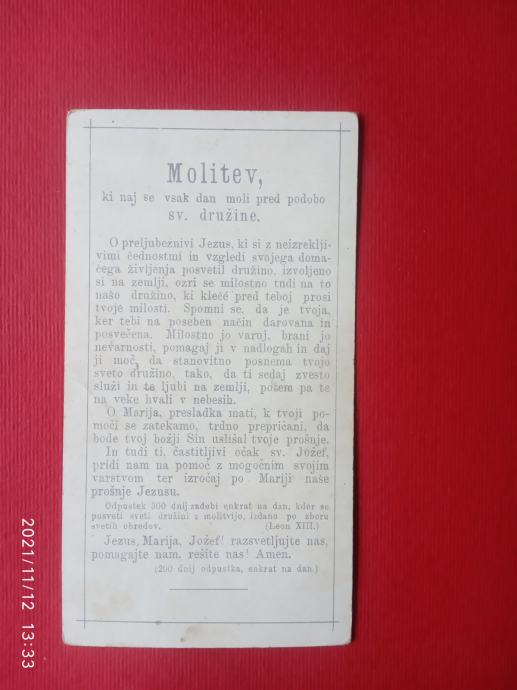 Molitev,
ki naj se vsak dan moli pred podobo
sv. družine.
O preljubeznivi Jezus, ki si z neizreklji-
vimi čednostmi in vzgledi svojega doma-
čega življenja posvetil družino, izvoljeno
si na zemlji, ozri se milostno tudi na to
našo družino, ki kleče pred teboj prosi
tvoje milosti. Spomni se, da je tvoja,
ker tebi na poseben način darovana in
posvečena. Milostno jo varuj, brani jo
nevarnosti, pomagaj ji v nadlogah in daj
ji moč, da stanovitno posnema tvojo
sveto družino, tako, da ti sedaj zvesto
služi in te ljubi na zemlji, potem pa te
na veke hvali v nebesih.
O Marija, presladka mati, k tvoji po-
moči se zatekamo, trdno prepričani, da
bode tvoj božji Sin uslišal tvoje prošnje.
In tudi ti, častitljivi očak sv. Jožef,
pridi nam na pomoč z mogočnim svojim
varstvom ter izročaj po Mariji naše
prošnje Jezusu.
Odpustek 300 dnij zadobi enkrat na dan, kdor se
posveti sveti družini z molitvijo, izdano po zboru
svetih obredov. (Leon XIII.)
Jezus, Marija, Jožef! razsvetljujte nas,
pomagajte nam, rešite nas! Amen.
(200 dnij odpustka, enkrat na dan.)
2021/11/12 13:33